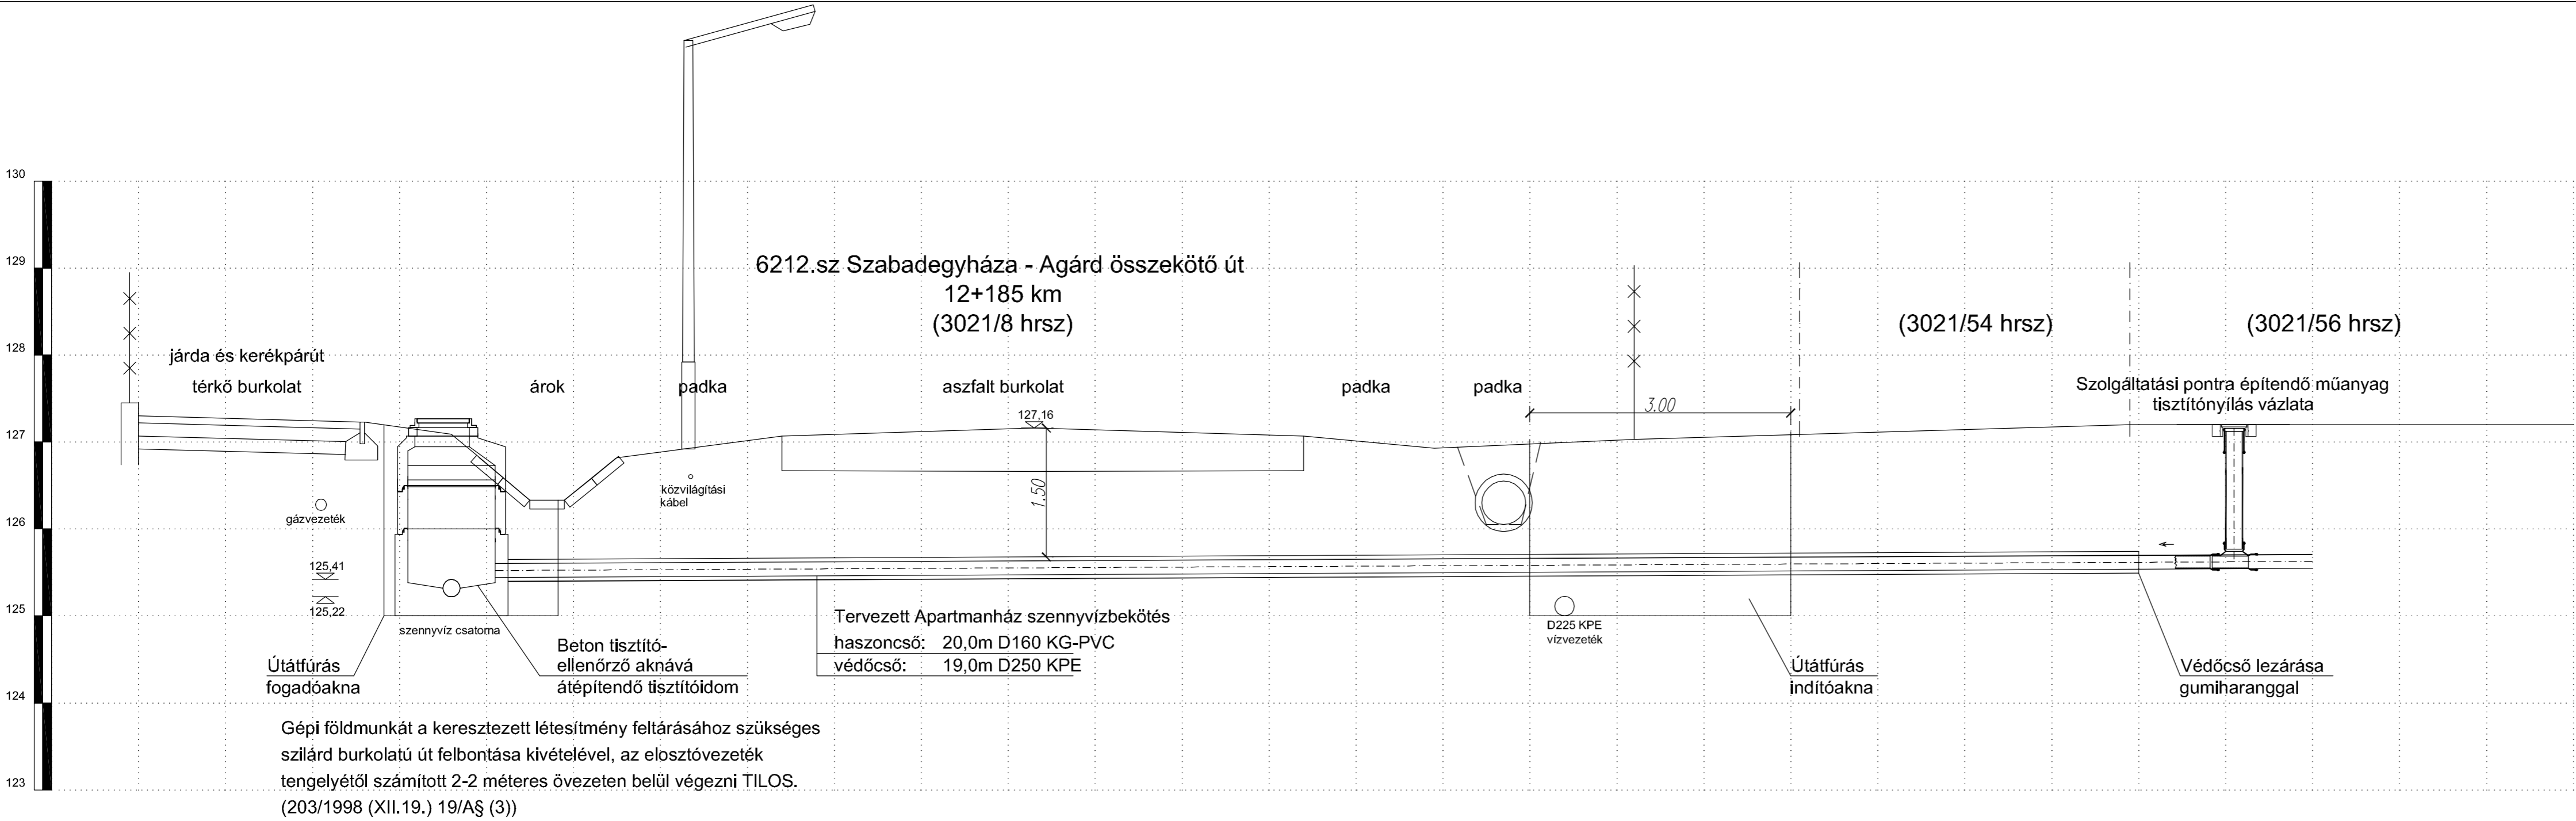 130
129
128
127
126
125
124
123
6212.sz Szabadegyháza - Agárd összekötő út
12+185 km
(3021/8 hrsz)
(3021/54 hrsz)
(3021/56 hrsz)
járda és kerékpárút
térkő burkolat
árok
padka
aszfalt burkolat
padka
padka
Szolgáltatási pontra építendő műanyag
tisztítónyílás vázlata
127,16
3.00
1.50
közvilágítási
kábel
gázvezeték
125,41
125,22
szennyvíz csatorna
Útátfúrás
fogadóakna
Beton tisztító-
ellenőrző aknává
átépítendő tisztítóidom
Tervezett Apartmanház szennyvízbekötés
haszoncső: 20,0m D160 KG-PVC
védőcső: 19,0m D250 KPE
D225 KPE
vízvezeték
Útátfúrás
indítóakna
Védőcső lezárása
gumiharanggal
Gépi földmunkát a keresztezett létesítmény feltárásához szükséges
szilárd burkolatú út felbontása kivételével, az elosztóvezeték
tengelyétől számított 2-2 méteres övezeten belül végezni TILOS.
(203/1998 (XII.19.) 19/A§ (3))